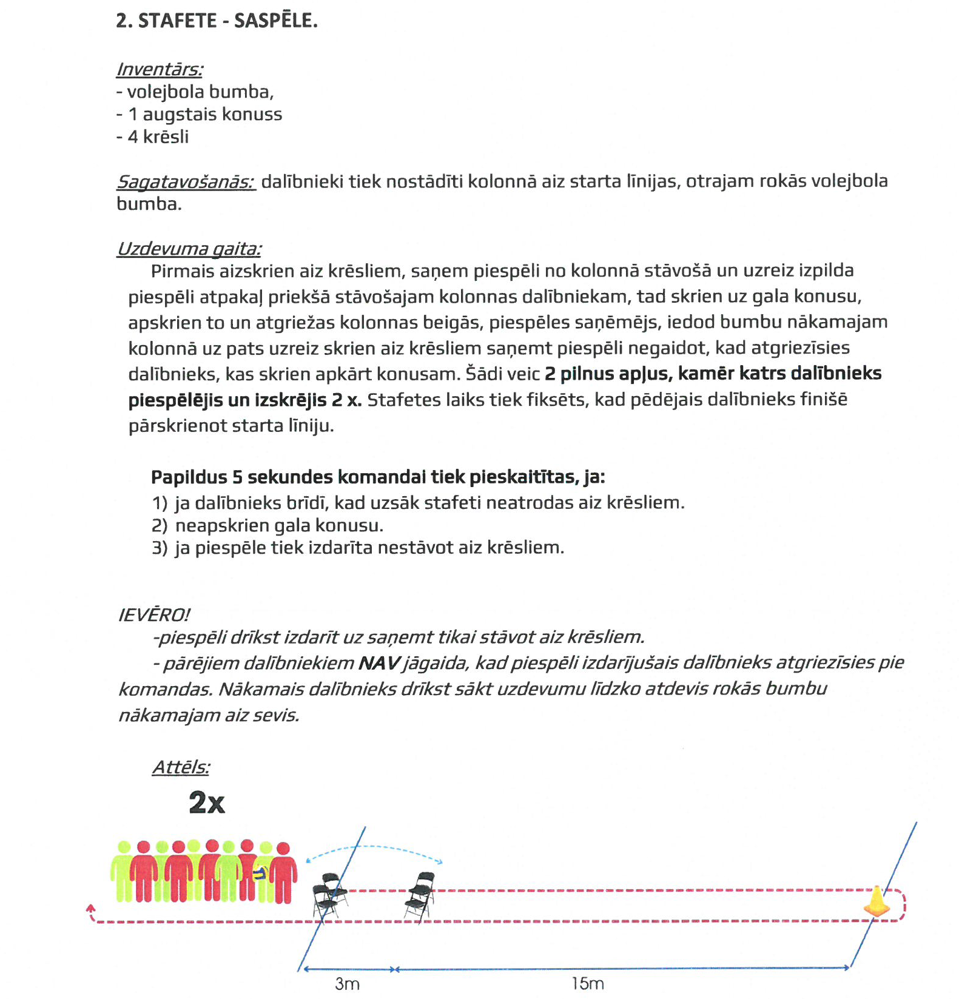 2. STAFETE - SASPĒLE.
Inventārs:
- volejbola bumba,
- 1 augstais konuss
- 4 krēsli
Sagatavošanās: dalībnieki tiek nostādīti kolonnā aiz starta līnijas, otrajam rokās volejbola
bumba.
Uzdevuma gaita:
Pirmais aizskrien aiz krēsliem, saņem piespēli no kolonnā stāvošā un uzreiz izpilda
piespēli atpakaļ priekšā stāvošajam kolonnas dalībniekam, tad skrien uz gala konusu,
apskrien to un atgriežas kolonnas beigās, piespēles saņēmējs, iedod bumbu nākamajam
kolonnā uz pats uzreiz skrien aiz krēsliem saņemt piespēli negaidot, kad atgriezīsies
dalībnieks, kas skrien apkārt konusam. Šādi veic 2 pilnus apļus, kamēr katrs dalībnieks
piespēlējis un izskrējis 2 x. Stafetes laiks tiek fiksēts, kad pēdējais dalībnieks finišē
pārskrienot starta līniju.
Papildus 5 sekundes komandai tiek pieskaitītas, ja:
1) ja dalībnieks brīdī, kad uzsāk stafeti neatrodas aiz krēsliem.
2) neapskrien gala konusu.
3) ja piespēle tiek izdarīta nestāvot aiz krēsliem.
IEVĒRO!
-piespēli drīkst izdarīt uz saņemt tikai stāvot aiz krēsliem.
- pārējiem dalībniekiem NAV jāgaida, kad piespēli izdarījušais dalībnieks atgriezīsies pie
komandas. Nākamais dalībnieks drīkst sākt uzdevumu līdzko atdevis rokās bumbu
nākamajam aiz sevis.
Attēls:
2x
3m
15m